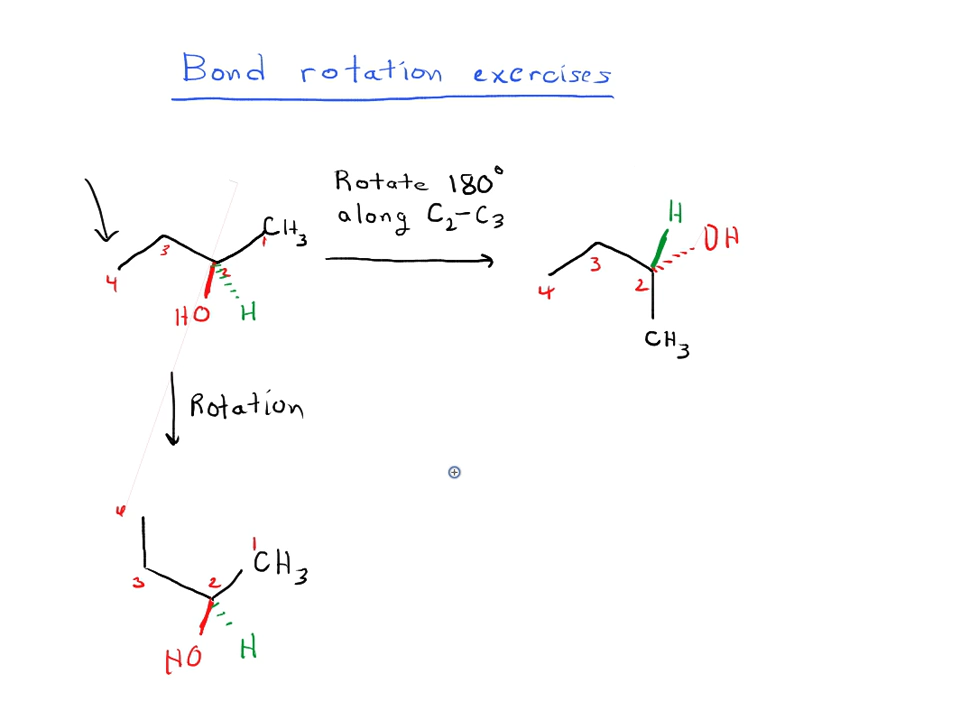 Bond rotation exercises
Rotate 180°
along C2-C3
CH3
1
3
4
2
HO
H
H
OH
3
4
2
CH3
Rotation
4
1
CH3
3
2
HO
H